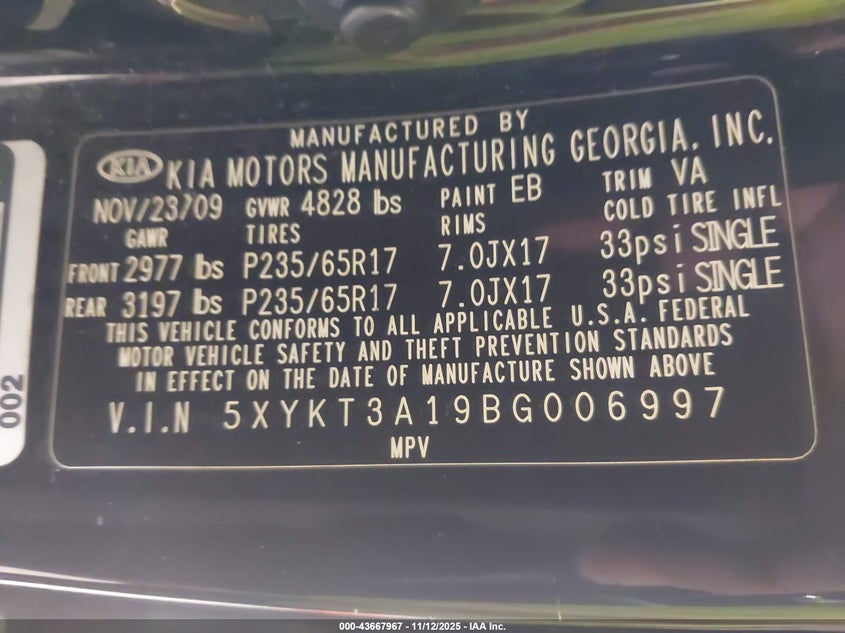 MANUFACTURED BY
KIA KIA MOTORS MANUFACTURING GEORGIA, INC.
NOV/23/09 GVWR 4828 lbs PAINT EB TRIM VA
GAWR TIRES RIMS COLD TIRE INFL
FRONT 2977 lbs P235/65R17 7.0JX17 33psi SINGLE
REAR 3197 lbs P235/65R17 7.0JX17 33psi SINGLE
THIS VEHICLE CONFORMS TO ALL APPLICABLE U.S.A. FEDERAL
MOTOR VEHICLE SAFETY AND THEFT PREVENTION STANDARDS
IN EFFECT ON THE DATE OF MANUFACTURE SHOWN ABOVE
V.I.N 5XYKT3A19BG006997
MPV
002
000-43667967 - 11/12/2025 - IAA Inc.